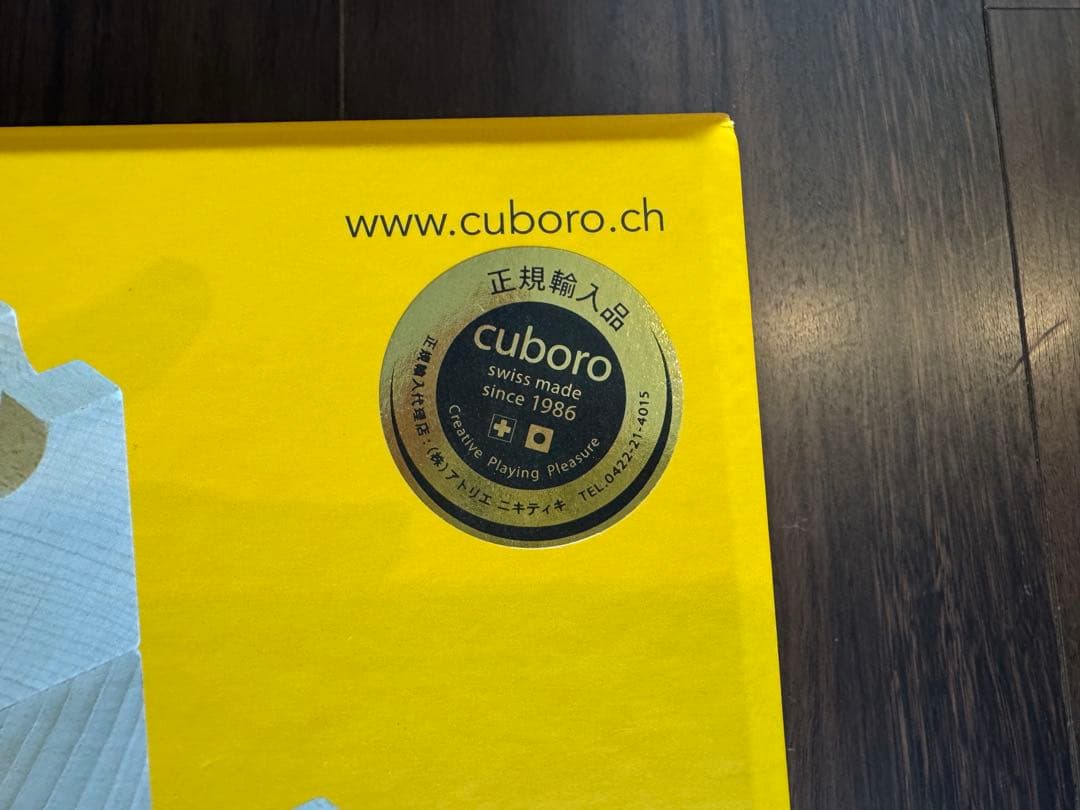 www.cuboro.ch
正規輸入品
cuboro
swiss made
since 1986
Creative Playing Pleasure
正規輸入代理店：(株)アトリエ ニキティキ TEL.0422-21-4015